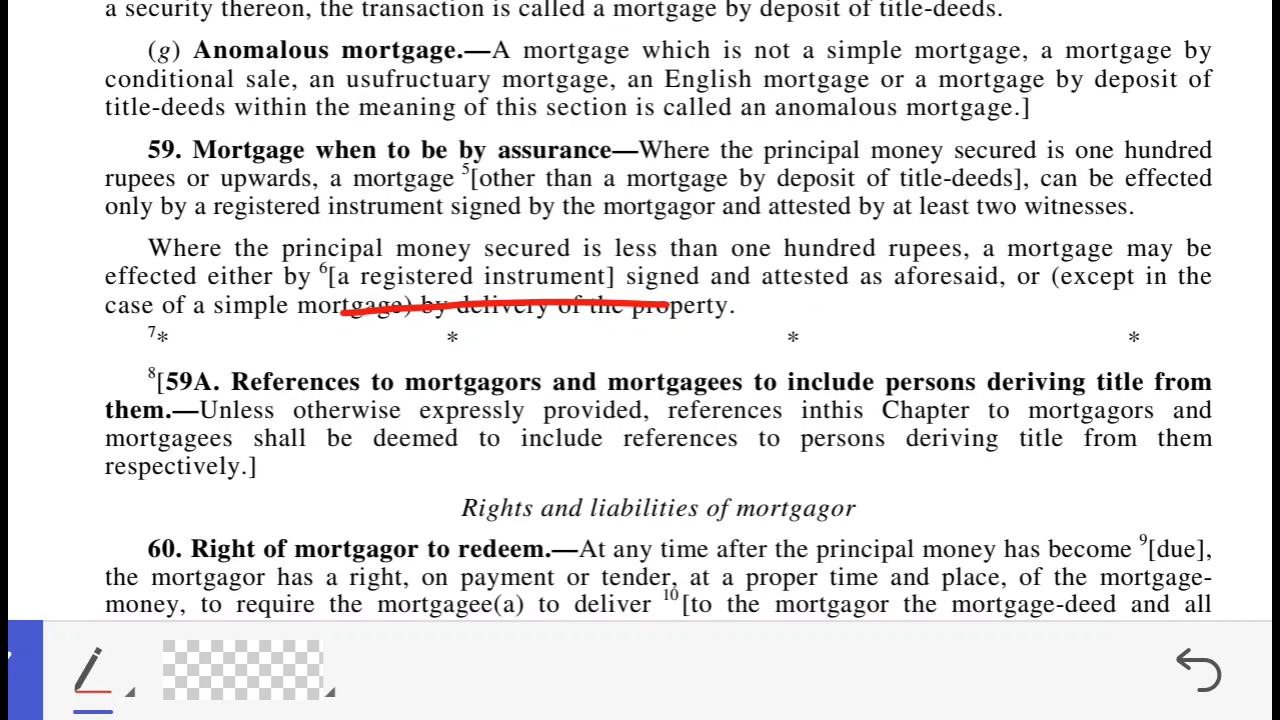 a security thereon, the transaction is called a mortgage by deposit of title-deeds.
(g) Anomalous mortgage.—A mortgage which is not a simple mortgage, a mortgage by
conditional sale, an usufructuary mortgage, an English mortgage or a mortgage by deposit of
title-deeds within the meaning of this section is called an anomalous mortgage.]
59. Mortgage when to be by assurance—Where the principal money secured is one hundred
rupees or upwards, a mortgage 5[other than a mortgage by deposit of title-deeds], can be effected
only by a registered instrument signed by the mortgagor and attested by at least two witnesses.
Where the principal money secured is less than one hundred rupees, a mortgage may be
effected either by 6[a registered instrument] signed and attested as aforesaid, or (except in the
case of a simple mortgage) by delivery of the property.
7* * * *
8[59A. References to mortgagors and mortgagees to include persons deriving title from
them.—Unless otherwise expressly provided, references inthis Chapter to mortgagors and
mortgagees shall be deemed to include references to persons deriving title from them
respectively.]
Rights and liabilities of mortgagor
60. Right of mortgagor to redeem.—At any time after the principal money has become 9[due],
the mortgagor has a right, on payment or tender, at a proper time and place, of the mortgage-
money, to require the mortgagee(a) to deliver 10[to the mortgagor the mortgage-deed and all